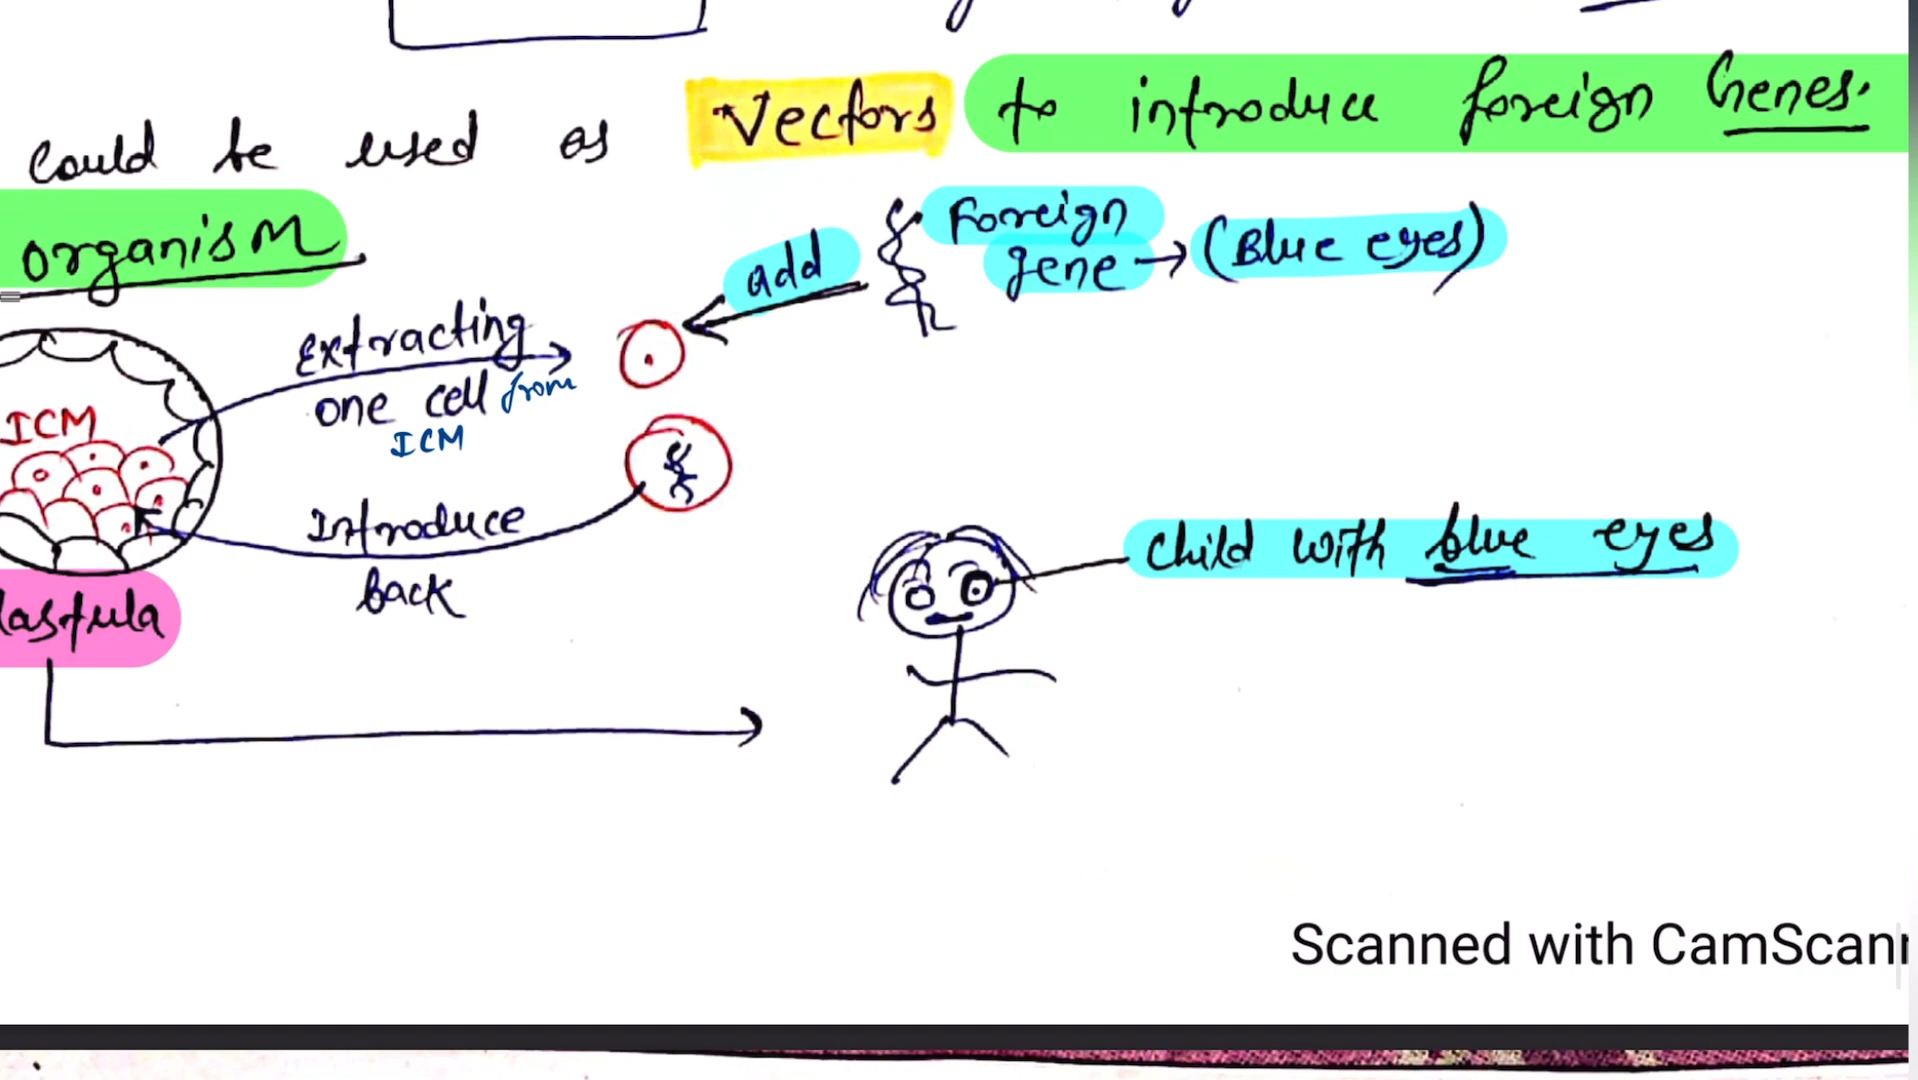 could be used as Vectors to introduce foreign Genes.
organism
add
Foreign
gene → (Blue eyes)
Extracting
one cell from
ICM
ICM
Introduce
back
lastula
Child with blue eyes
Scanned with CamScan